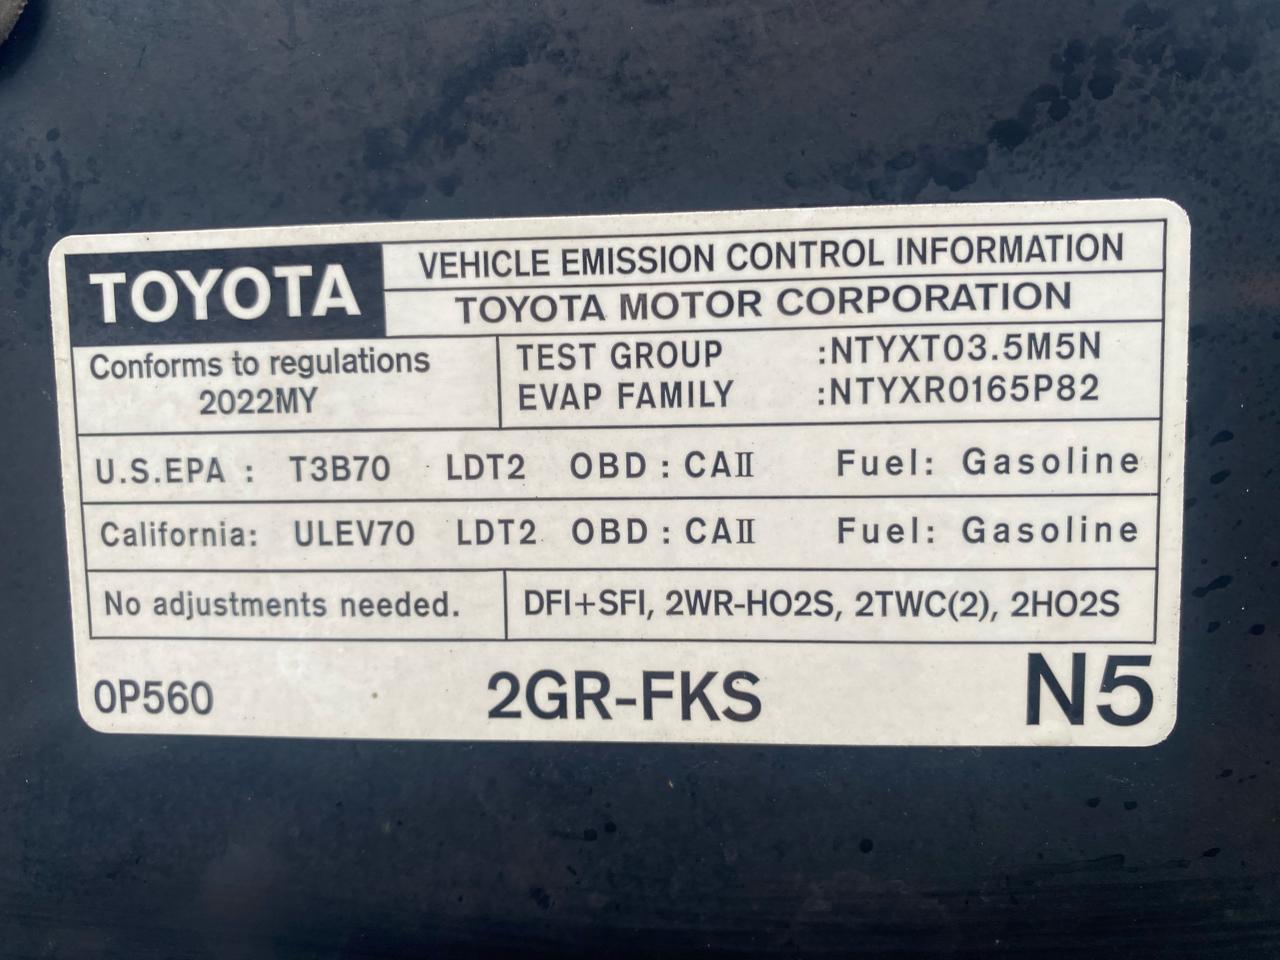 TOYOTA
VEHICLE EMISSION CONTROL INFORMATION
TOYOTA MOTOR CORPORATION
Conforms to regulations
2022MY
TEST GROUP :NTYXT03.5M5N
EVAP FAMILY :NTYXR0165P82
U.S.EPA : T3B70 LDT2 OBD : CAⅡ Fuel: Gasoline
California: ULEV70 LDT2 OBD : CAⅡ Fuel: Gasoline
No adjustments needed.
DFI+SFI, 2WR-HO2S, 2TWC(2), 2HO2S
0P560
2GR-FKS
N5